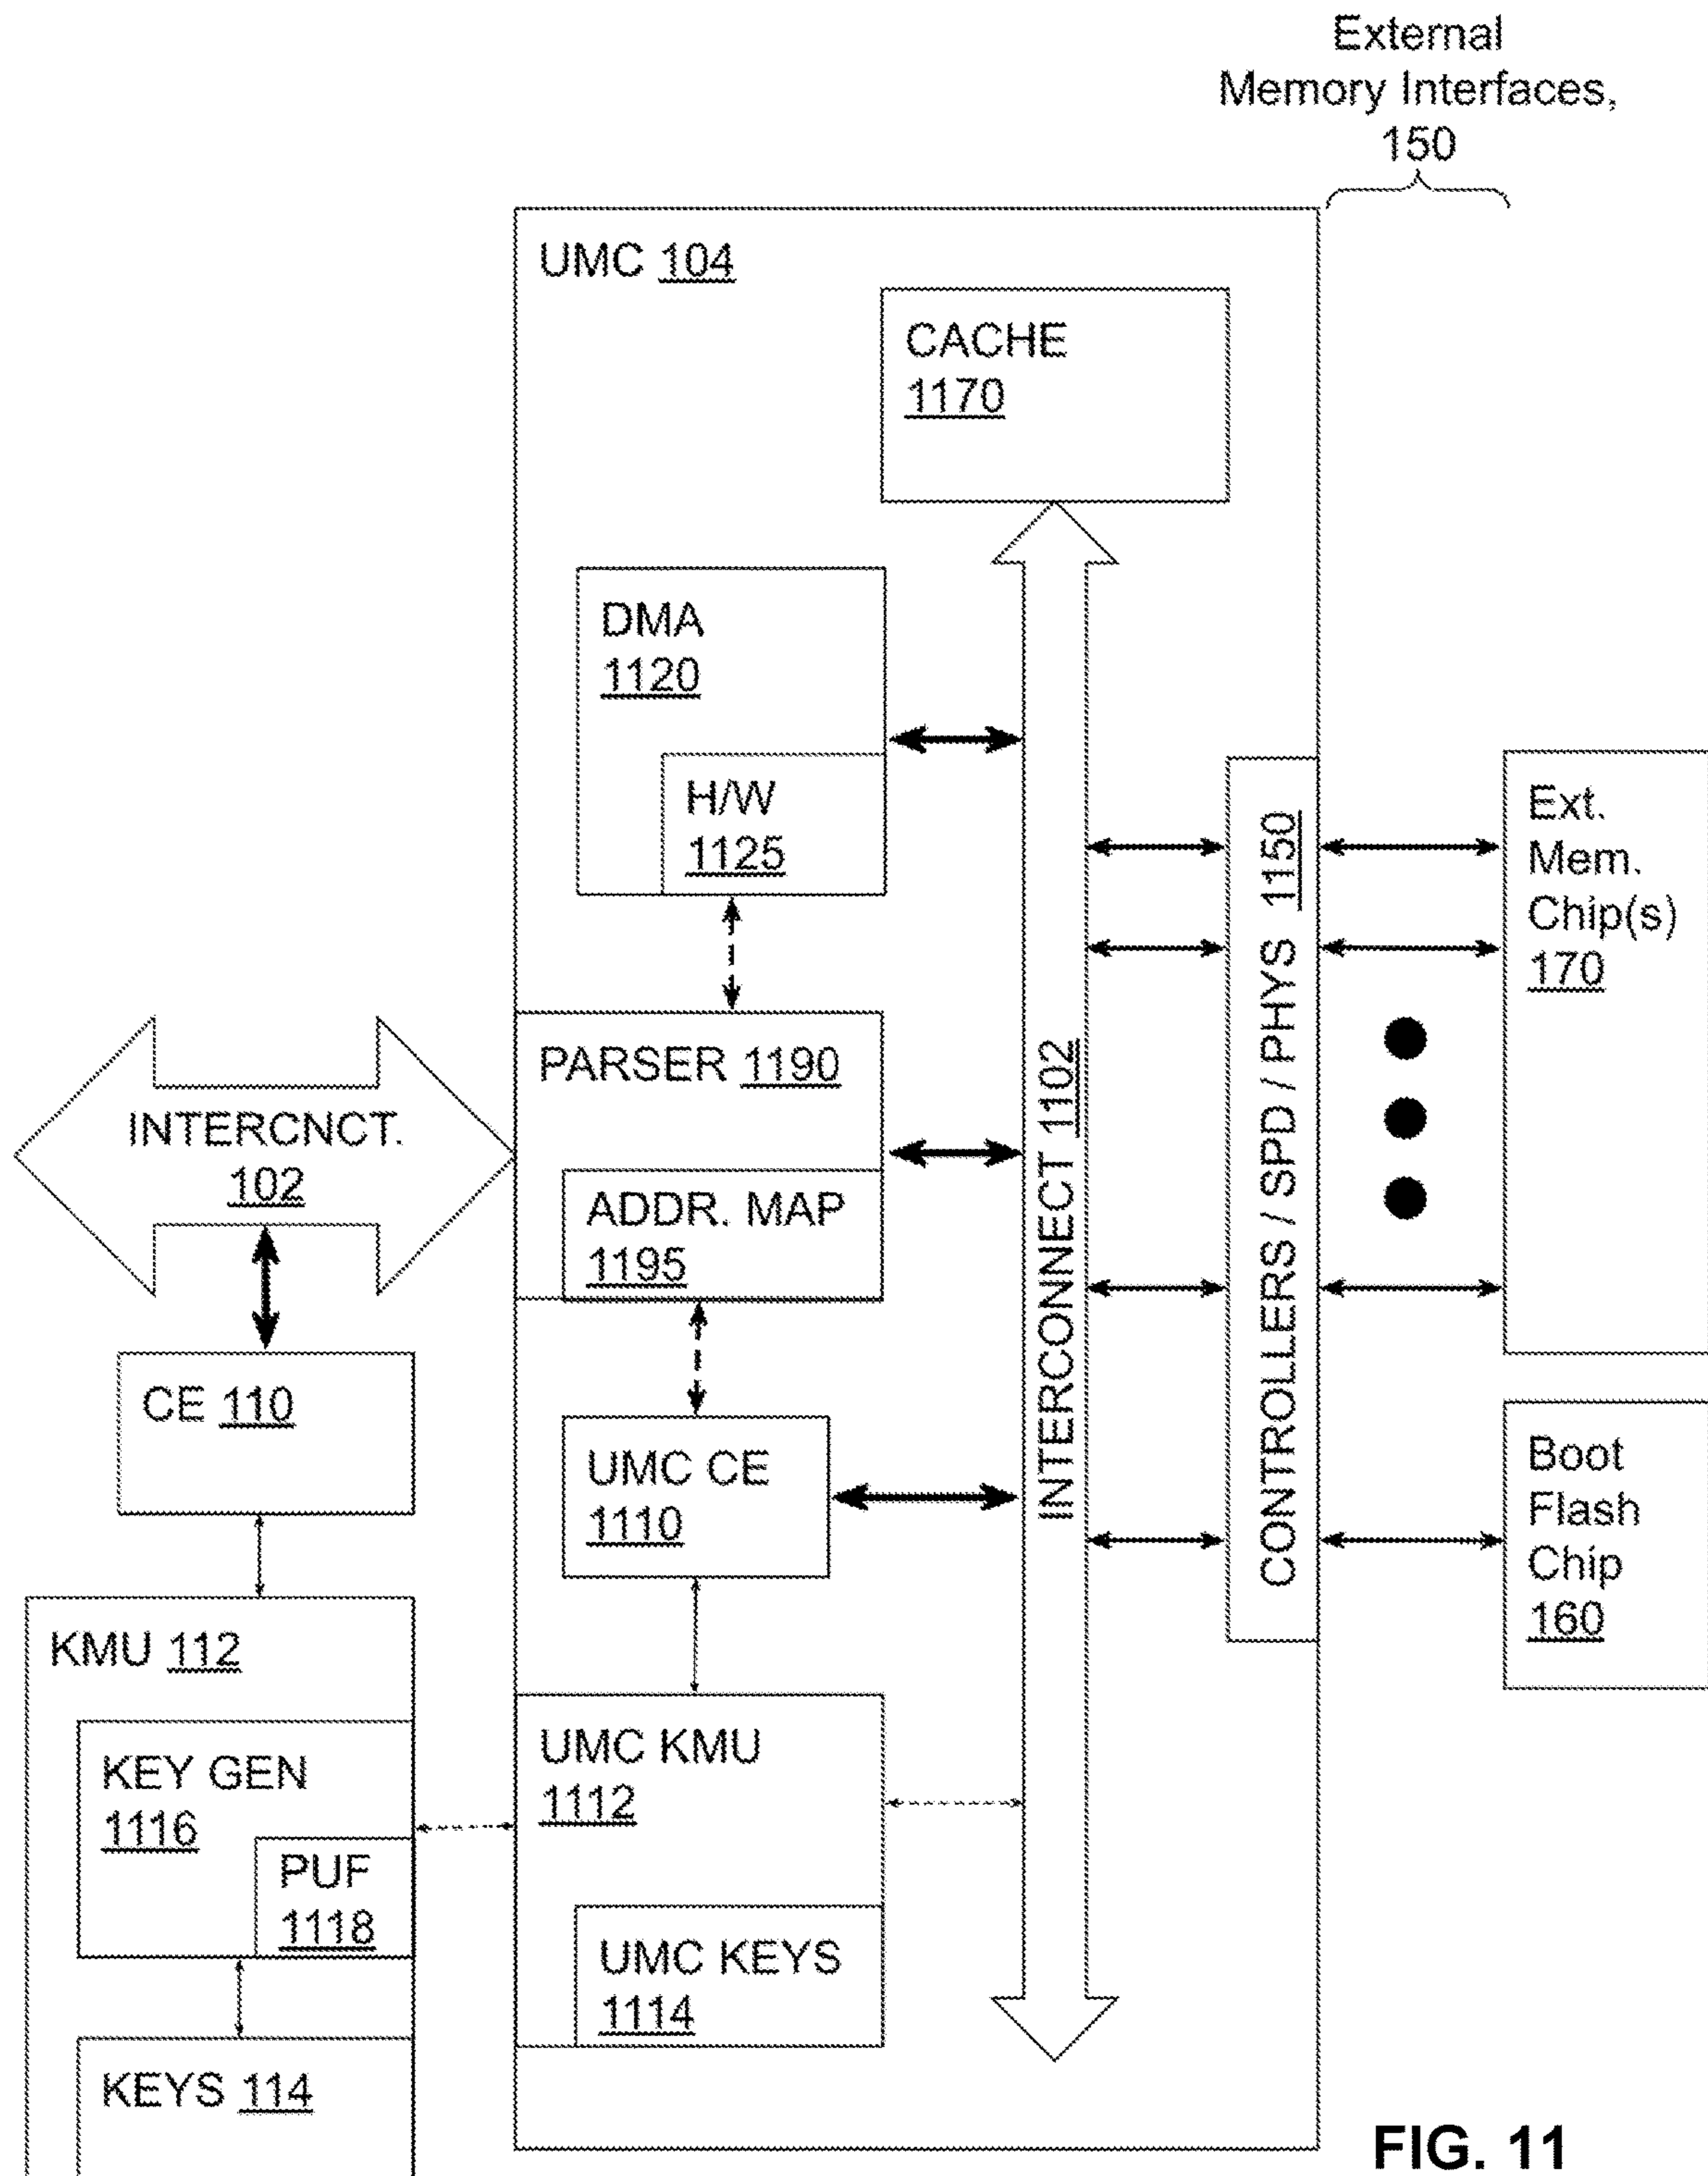 External
Memory Interfaces,
150
UMC 104
CACHE
1170
DMA
1120
H/W
1125
PARSER 1190
ADDR. MAP
1195
INTERCNCT.
102
CE 110
UMC CE
1110
KMU 112
KEY GEN
1116
PUF
1118
KEYS 114
UMC KMU
1112
UMC KEYS
1114
INTERCONNECT 1102
CONTROLLERS / SPD / PHYS 1150
Ext.
Mem.
Chip(s)
170
Boot
Flash
Chip
160
FIG. 11